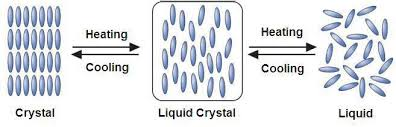 Heating
Cooling
Heating
Cooling
Crystal
Liquid Crystal
Liquid